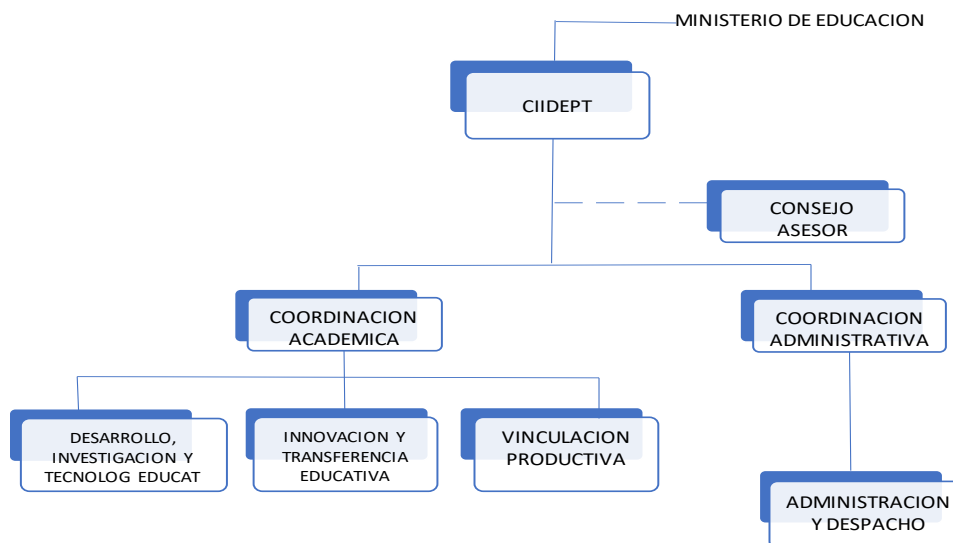 MINISTERIO DE EDUCACION
CIIDEPT
CONSEJO
ASESOR
COORDINACION
ACADEMICA
COORDINACION
ADMINISTRATIVA
DESARROLLO,
INVESTIGACION Y
TECNOLOG EDUCAT
INNOVACION Y
TRANSFERENCIA
EDUCATIVA
VINCULACION
PRODUCTIVA
ADMINISTRACION
Y DESPACHO